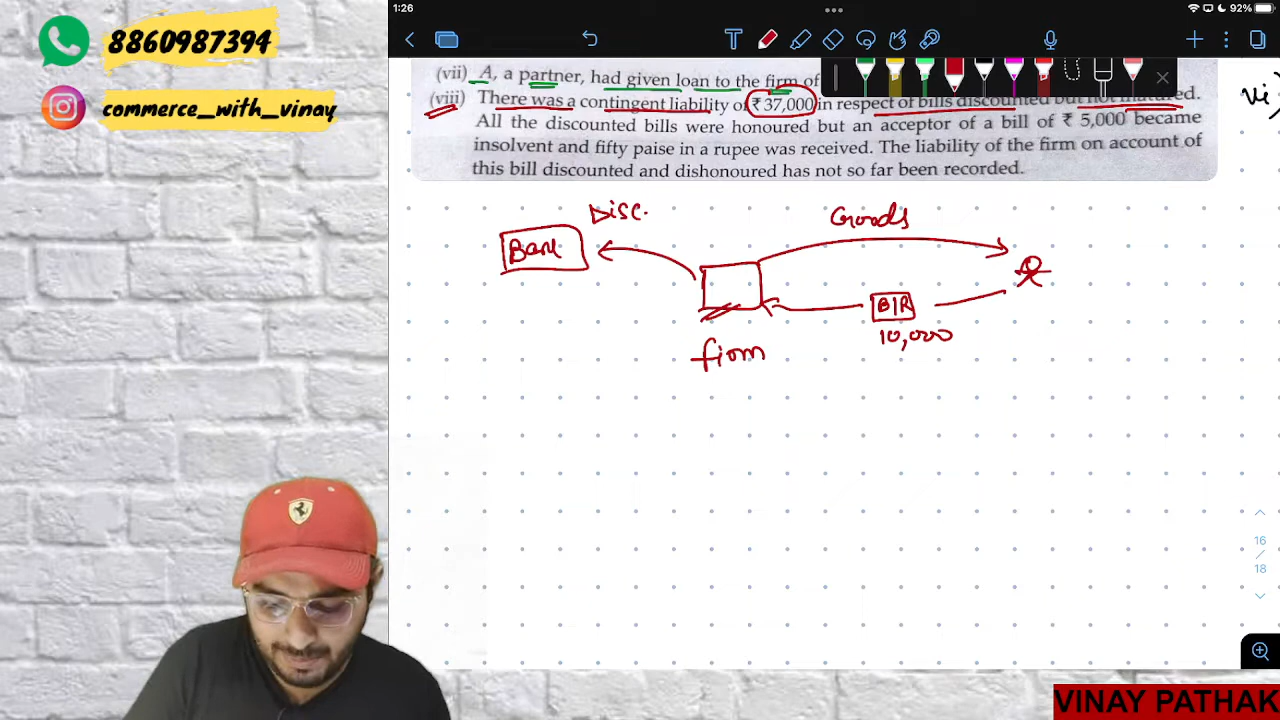 1:26
92%
8860987394
commerce_with_vinay
(vii) A, a partner, had given loan to the firm of
(viii) There was a contingent liability of ₹ 37,000 in respect of bills discounted but not matured.
All the discounted bills were honoured but an acceptor of a bill of ₹ 5,000 became
insolvent and fifty paise in a rupee was received. The liability of the firm on account of
this bill discounted and dishonoured has not so far been recorded.
Disc.
Goods
Bank
B/R
10,000
firm
16
/
18
VINAY PATHAK